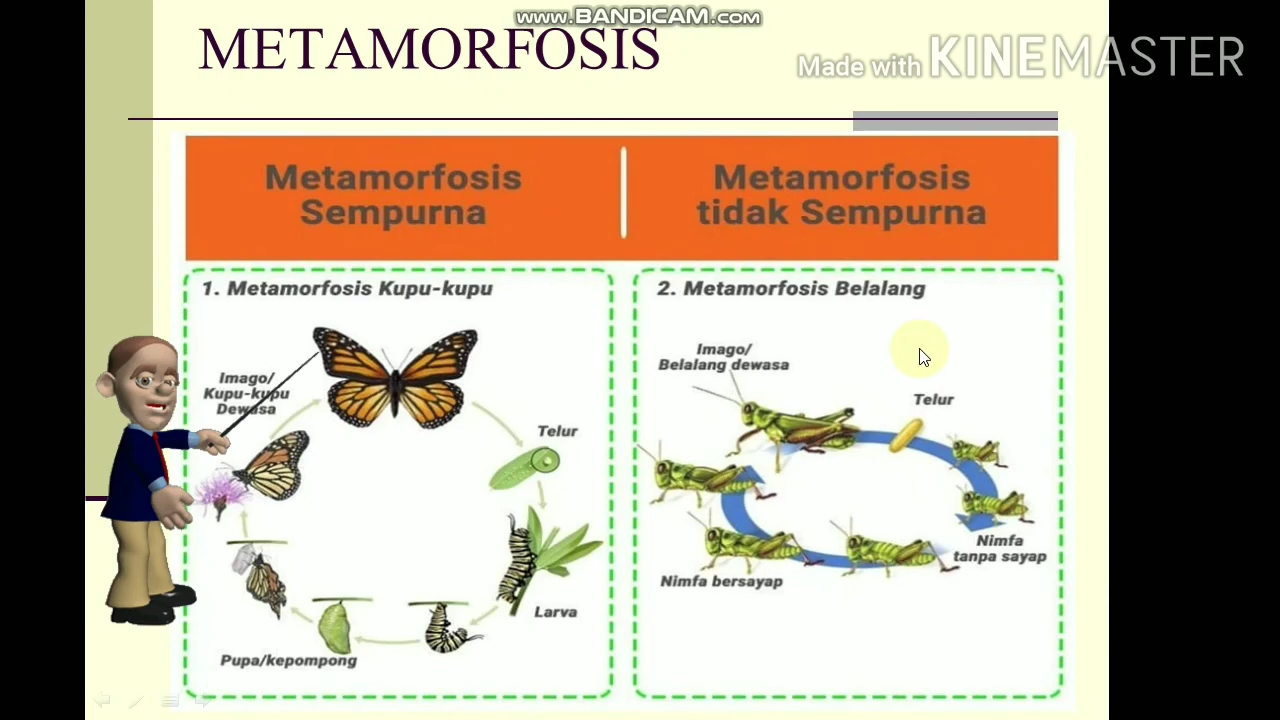 www.BANDICAM.com
METAMORFOSIS
Made with KINEMASTER
Metamorfosis
Sempurna
Metamorfosis
tidak Sempurna
1. Metamorfosis Kupu-kupu
Imago/
Kupu-kupu
Dewasa
Telur
Larva
Pupa/kepompong
2. Metamorfosis Belalang
Imago/
Belalang dewasa
Telur
Nimfa
tanpa sayap
Nimfa bersayap